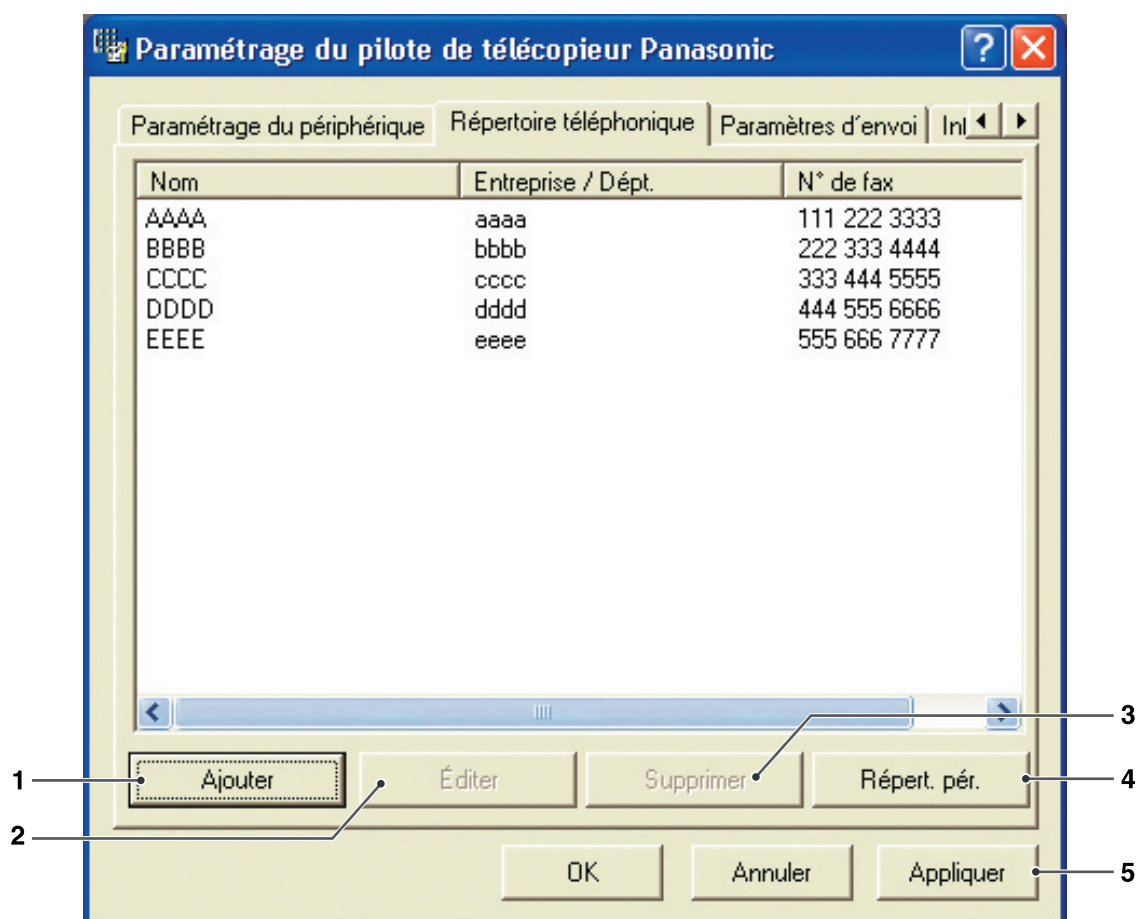 Paramétrage du pilote de télécopieur Panasonic
Paramétrage du périphérique Répertoire téléphonique Paramètres d'envoi
Nom Entreprise / Dépt. N° de fax
AAAA aaaa 111 222 3333
BBBB bbbb 222 333 4444
CCCC cccc 333 444 5555
DDDD dddd 444 555 6666
EEEE eeee 555 666 7777
3
1 Ajouter Éditer Supprimer Répert. pér. 4
2
OK Annuler Appliquer 5